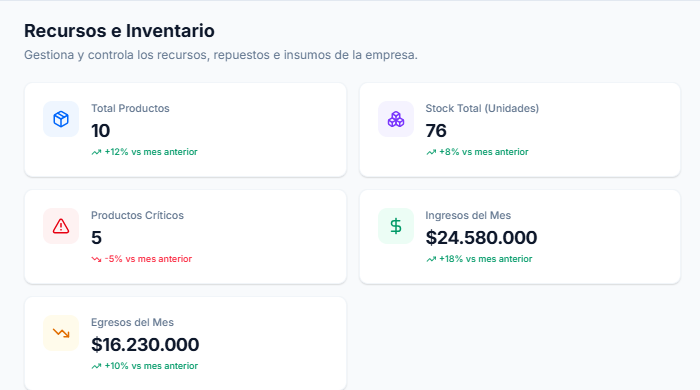 Recursos e Inventario
Gestiona y controla los recursos, repuestos e insumos de la empresa.
Total Productos
10
+12% vs mes anterior
Stock Total (Unidades)
76
+8% vs mes anterior
Productos Críticos
5
-5% vs mes anterior
Ingresos del Mes
$24.580.000
+18% vs mes anterior
Egresos del Mes
$16.230.000
+10% vs mes anterior